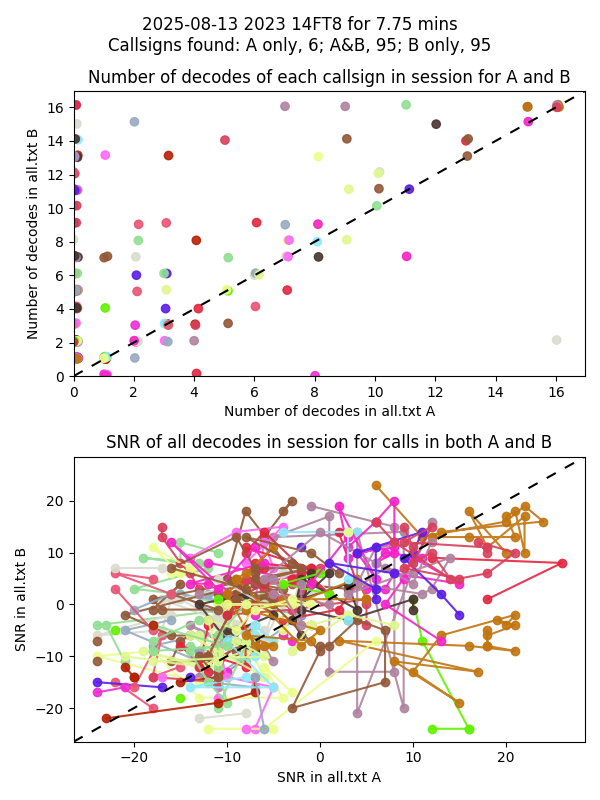 2025-08-13 2023 14FT8 for 7.75 mins
Callsigns found: A only, 6; A&B, 95; B only, 95
Number of decodes of each callsign in session for A and B
Number of decodes in all.txt B
16
14
12
10
8
6
4
2
0
0 2 4 6 8 10 12 14 16
Number of decodes in all.txt A
SNR of all decodes in session for calls in both A and B
SNR in all.txt B
20
10
0
−10
−20
−20 −10 0 10 20
SNR in all.txt A